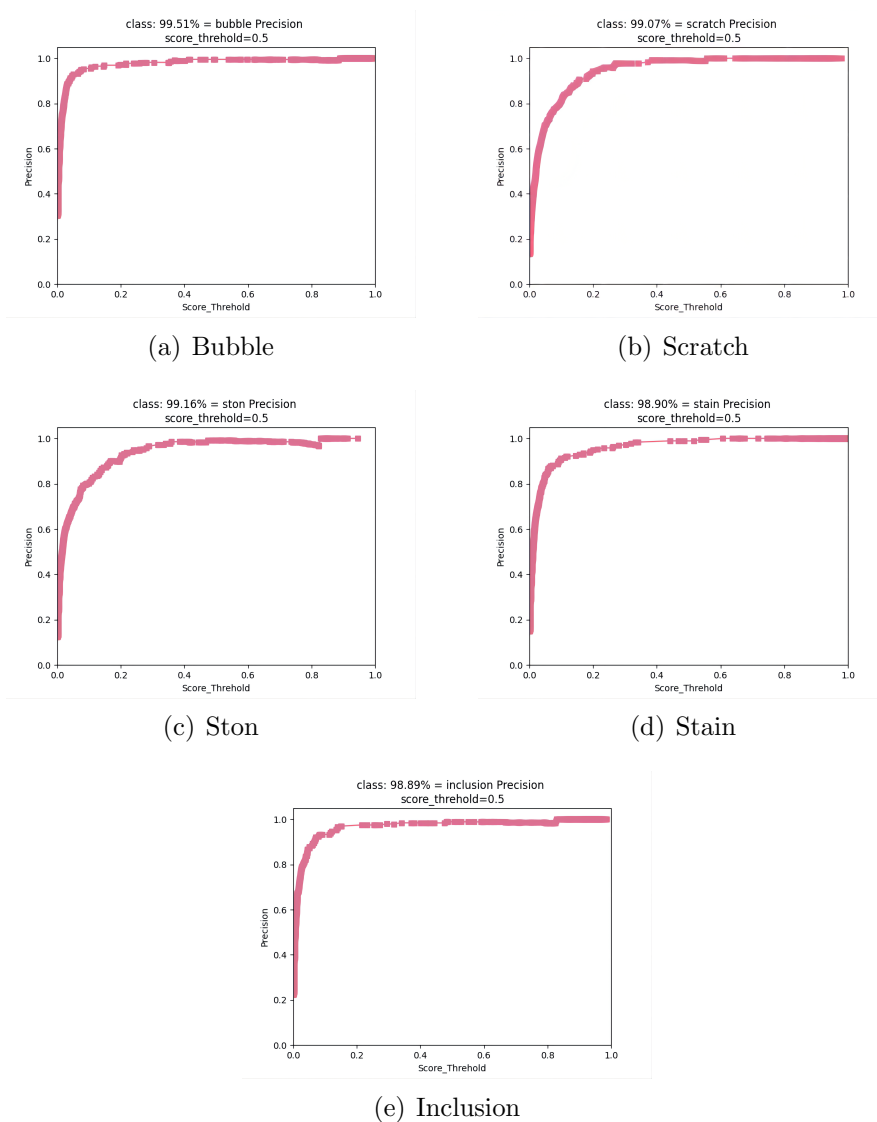 class: 99.51% = bubble Precision
score_threhold=0.5
1.0
0.8
0.6
0.4
0.2
0.0
Precision
0.0 0.2 0.4 0.6 0.8 1.0
Score_Threhold
(a) Bubble
class: 99.07% = scratch Precision
score_threhold=0.5
1.0
0.8
0.6
0.4
0.2
0.0
Precision
0.0 0.2 0.4 0.6 0.8 1.0
Score_Threhold
(b) Scratch
class: 99.16% = ston Precision
score_threhold=0.5
1.0
0.8
0.6
0.4
0.2
0.0
Precision
0.0 0.2 0.4 0.6 0.8 1.0
Score_Threhold
(c) Ston
class: 98.90% = stain Precision
score_threhold=0.5
1.0
0.8
0.6
0.4
0.2
0.0
Precision
0.0 0.2 0.4 0.6 0.8 1.0
Score_Threhold
(d) Stain
class: 98.89% = inclusion Precision
score_threhold=0.5
1.0
0.8
0.6
0.4
0.2
0.0
Precision
0.0 0.2 0.4 0.6 0.8 1.0
Score_Threhold
(e) Inclusion